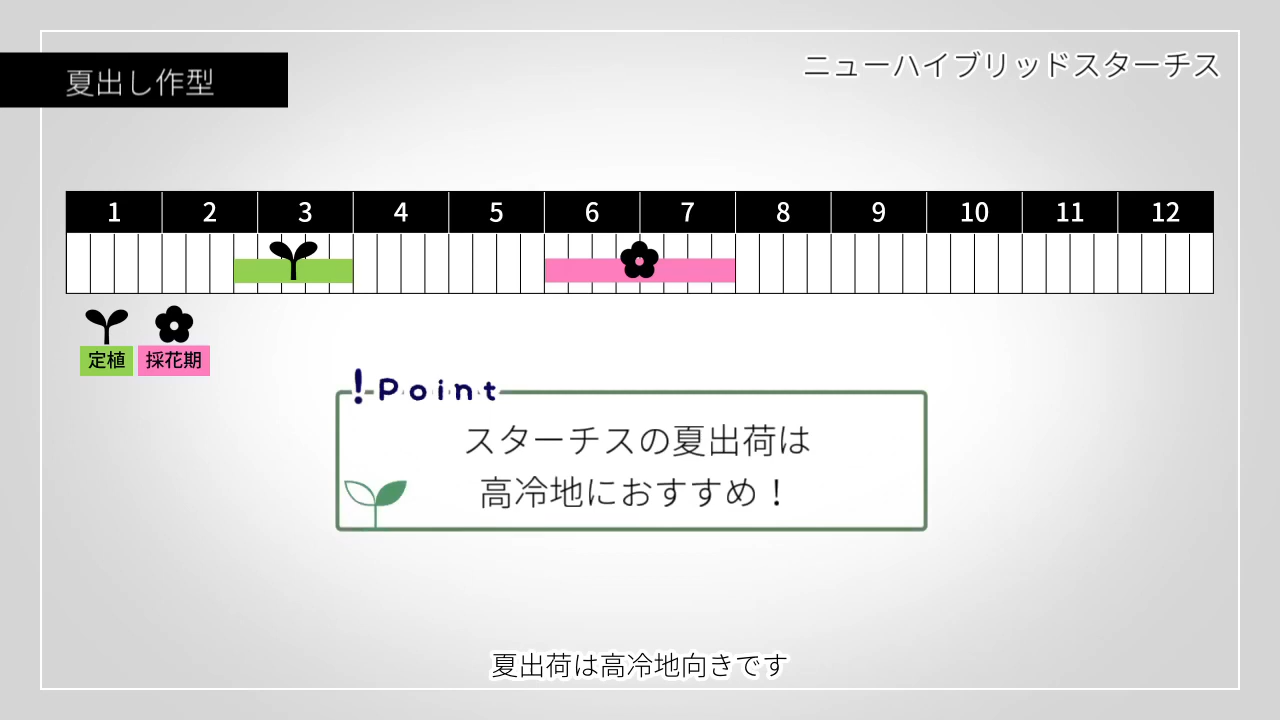 夏出し作型
ニューハイブリッドスターチス
1 2 3 4 5 6 7 8 9 10 11 12
定植 採花期
!Point
スターチスの夏出荷は
高冷地におすすめ！
夏出荷は高冷地向きです